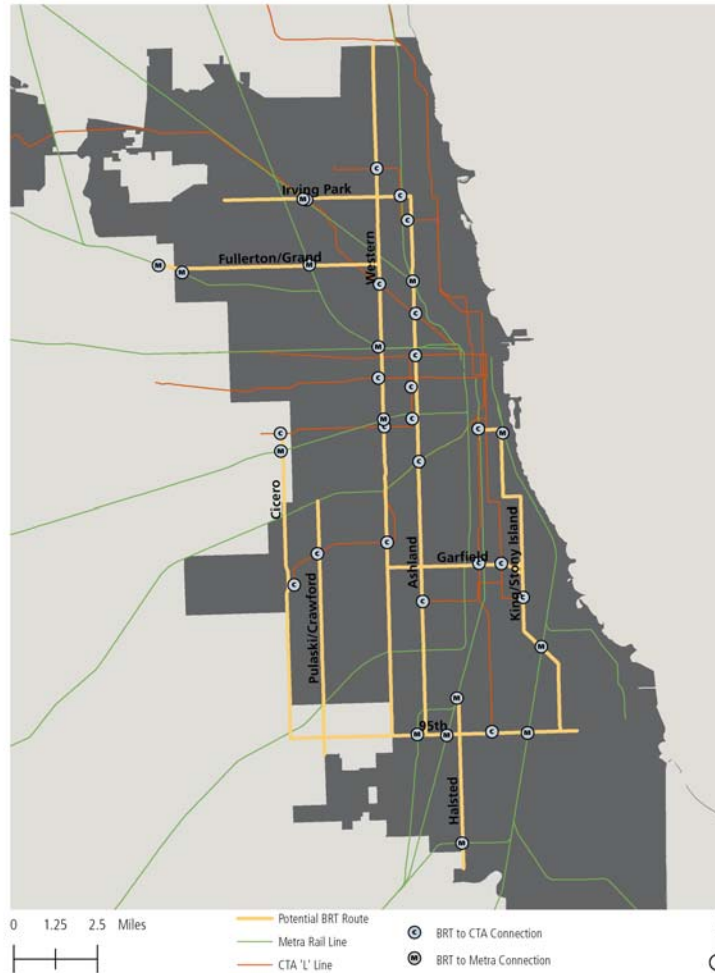 Irving Park
Fullerton/Grand
Western
Cicero
Pulaski/Crawford
Ashland
Garfield
King/Stony Island
95th
Halsted
M
C
0 1.25 2.5 Miles
Potential BRT Route
Metra Rail Line
CTA 'L' Line
C BRT to CTA Connection
M BRT to Metra Connection